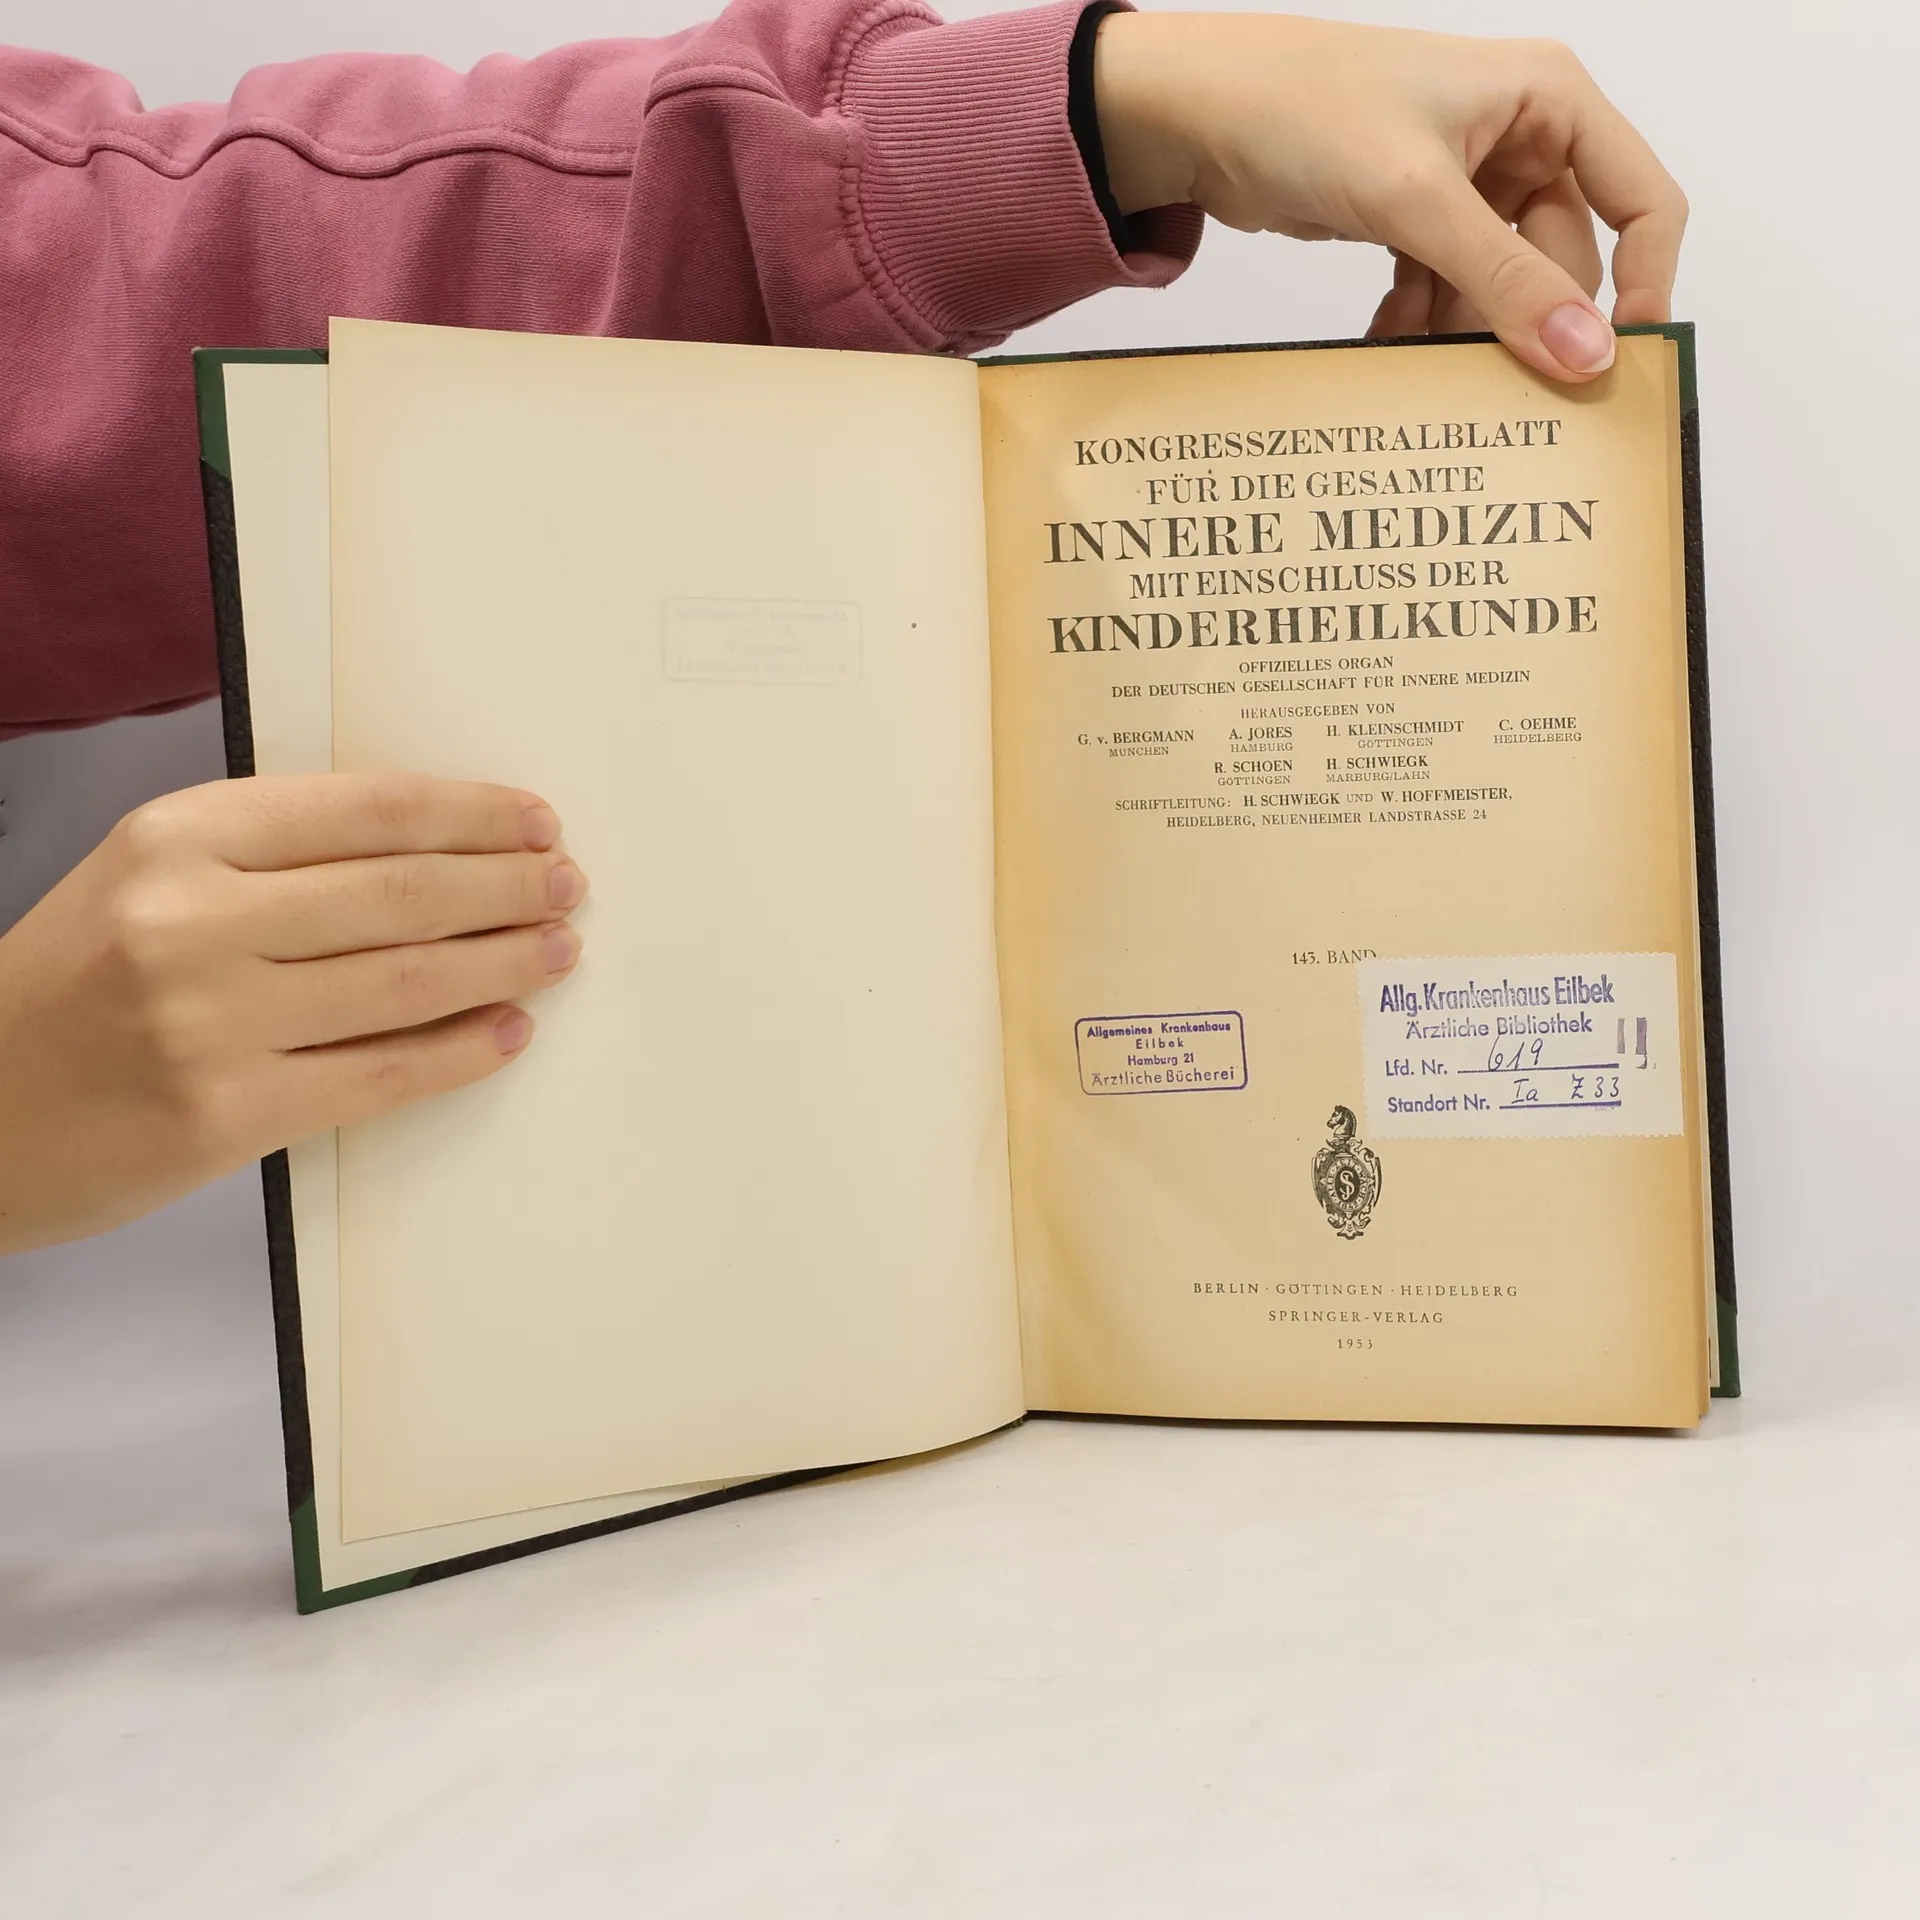 KONGRESSZENTRALBLATT
FÜR DIE GESAMTE
INNERE MEDIZIN
MIT EINSCHLUSS DER
KINDERHEILKUNDE
OFFIZIELLES ORGAN
DER DEUTSCHEN GESELLSCHAFT FÜR INNERE MEDIZIN
HERAUSGEGEBEN VON
G. v. BERGMANN A. JORES H. KLEINSCHMIDT C. OEHME
MÜNCHEN HAMBURG GÖTTINGEN HEIDELBERG
R. SCHOEN H. SCHWIEGK
GÖTTINGEN MARBURG/LAHN
SCHRIFTLEITUNG: H. SCHWIEGK UND W. HOFFMEISTER,
HEIDELBERG, NEUENHEIMER LANDSTRASSE 24
143. BAND
Allgemeines Krankenhaus
Eilbek
Hamburg 21
Ärztliche Bücherei
Allg. Krankenhaus Eilbek
Ärztliche Bibliothek
Lfd. Nr. 619
Standort Nr. Ia Z 33
BERLIN · GÖTTINGEN · HEIDELBERG
SPRINGER-VERLAG
1953